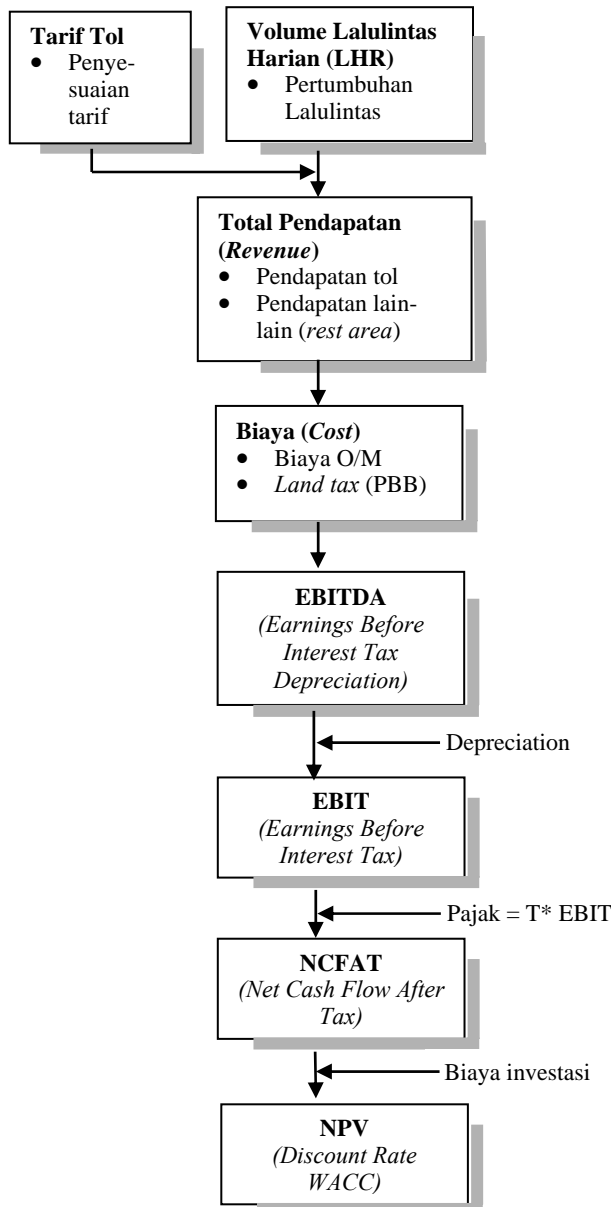 Tarif Tol
• Penye-
suaian
tarif
Volume Lalulintas
Harian (LHR)
• Pertumbuhan
Lalulintas
Total Pendapatan
(Revenue)
• Pendapatan tol
• Pendapatan lain-
lain (rest area)
Biaya (Cost)
• Biaya O/M
• Land tax (PBB)
EBITDA
(Earnings Before
Interest Tax
Depreciation)
Depreciation
EBIT
(Earnings Before
Interest Tax)
Pajak = T* EBIT
NCFAT
(Net Cash Flow After
Tax)
Biaya investasi
NPV
(Discount Rate
WACC)